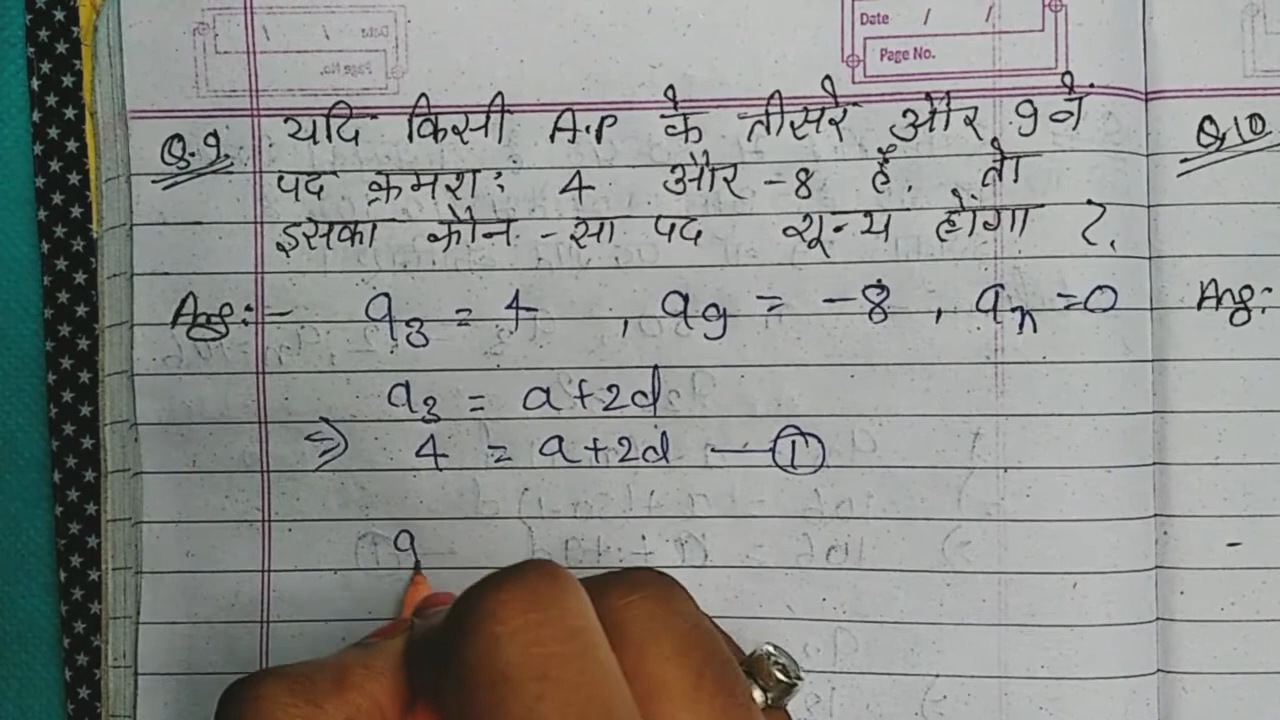 Date / /
Page No.
Q.9 यदि किसी A.P के तीसरे और 9वे
पद क्रमश: 4 और -8 है. तो
इसका कौन-सा पद शून्य होगा ?.
Q.10
Ans:- a₃ = 4 , a₉ = -8 , aₙ = 0
Ans:
a₃ = a+2d
⇒ 4 = a+2d — ①
a